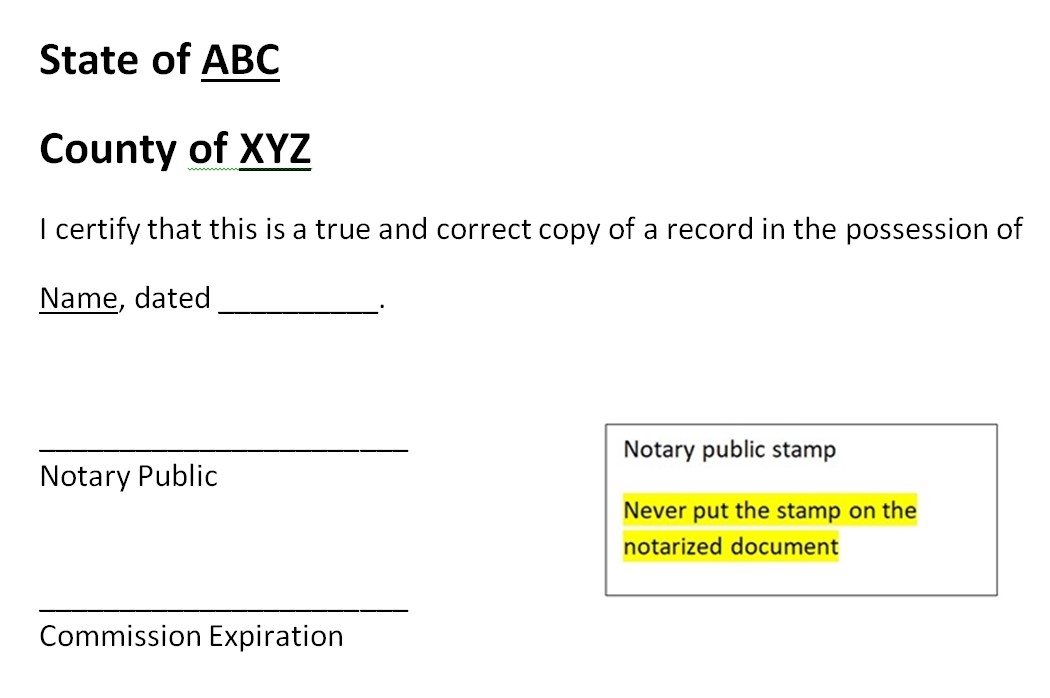 State of ABC
County of XYZ
I certify that this is a true and correct copy of a record in the possession of
Name, dated __________.
_______________________
Notary Public
Notary public stamp
Never put the stamp on the
notarized document
_______________________
Commission Expiration